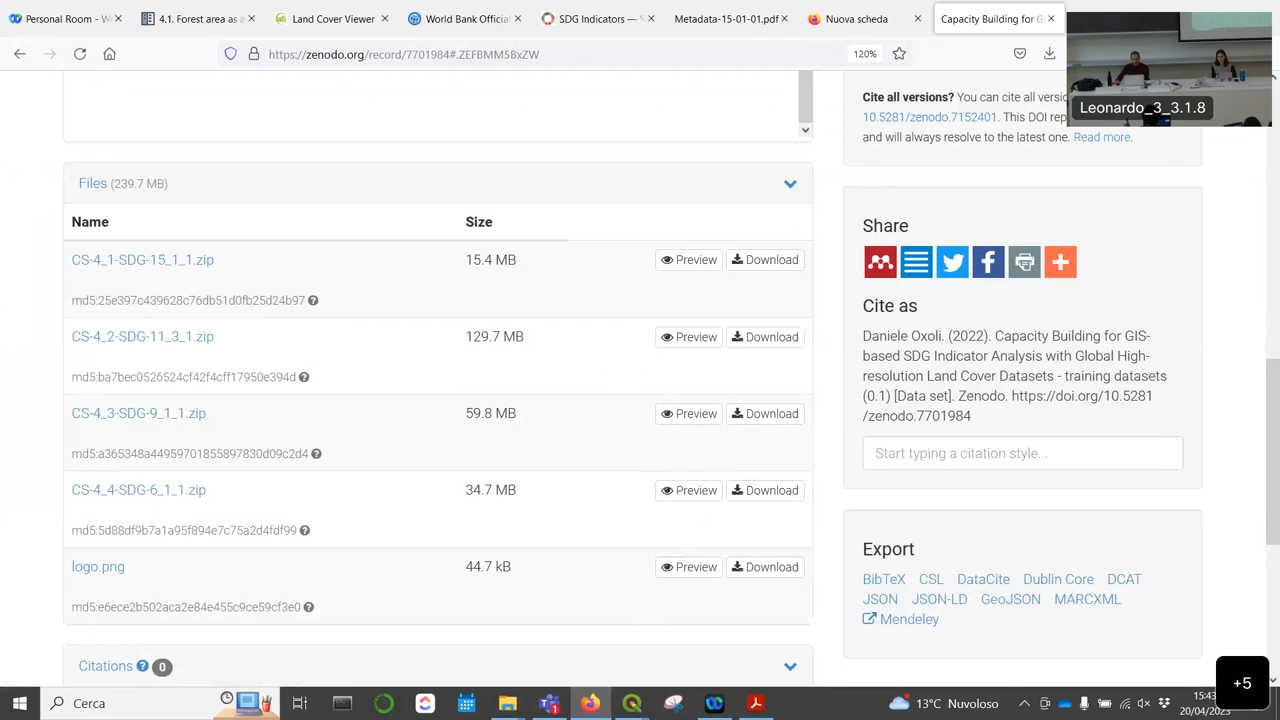 Personal Room - W
4.1. Forest area as a
Land Cover Viewer
World Bank Official
SDG Indicators — S
Metadata-15-01-01.pdf
Nuova scheda
Capacity Building for G
https://zenodo.org/record/7701984#.ZEFBMM5BxZW
120%
Leonardo_3_3.1.8
Cite all versions? You can cite all versi
10.5281/zenodo.7152401. This DOI rep
and will always resolve to the latest one. Read more.
Files (239.7 MB)
Name Size
CS-4_1-SDG-15_1_1.zip 15.4 MB Preview Download
md5:25e397c439628c76db51d0fb25d24b97
CS-4_2-SDG-11_3_1.zip 129.7 MB Preview Download
md5:ba7bec0526524cf42f4cff17950e394d
CS-4_3-SDG-9_1_1.zip 59.8 MB Preview Download
md5:a365348a44959701855897830d09c2d4
CS-4_4-SDG-6_1_1.zip 34.7 MB Preview Download
md5:5d88df9b7a1a95f894e7c75a2d4fdf99
logo.png 44.7 kB Preview Download
md5:e6ece2b502aca2e84e455c9ce59cf3e0
Citations 0
Share
Cite as
Daniele Oxoli. (2022). Capacity Building for GIS-
based SDG Indicator Analysis with Global High-
resolution Land Cover Datasets - training datasets
(0.1) [Data set]. Zenodo. https://doi.org/10.5281
/zenodo.7701984
Start typing a citation style...
Export
BibTeX CSL DataCite Dublin Core DCAT
JSON JSON-LD GeoJSON MARCXML
Mendeley
Cerca
13°C Nuvoloso
15:43
20/04/2023
+5